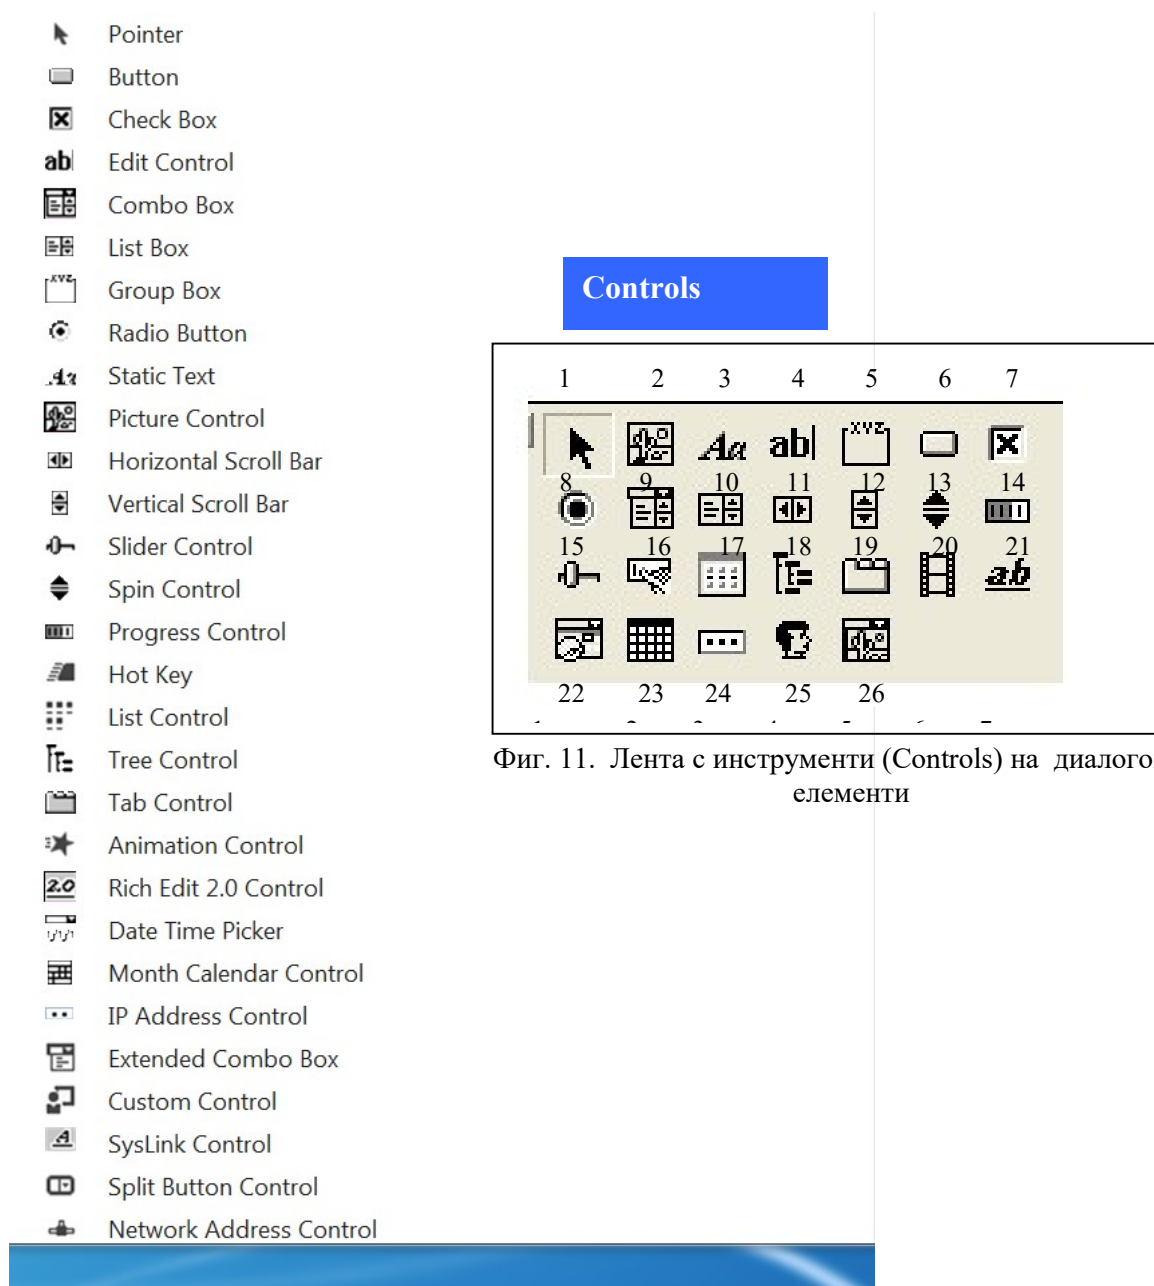 Pointer
Button
Check Box
Edit Control
Combo Box
List Box
Group Box
Radio Button
Static Text
Picture Control
Horizontal Scroll Bar
Vertical Scroll Bar
Slider Control
Spin Control
Progress Control
Hot Key
List Control
Tree Control
Tab Control
Animation Control
Rich Edit 2.0 Control
Date Time Picker
Month Calendar Control
IP Address Control
Extended Combo Box
Custom Control
SysLink Control
Split Button Control
Network Address Control
Controls
1 2 3 4 5 6 7
8 9 10 11 12 13 14
15 16 17 18 19 20 21
22 23 24 25 26
Фиг. 11. Лента с инструменти (Controls) на диалого
елементи